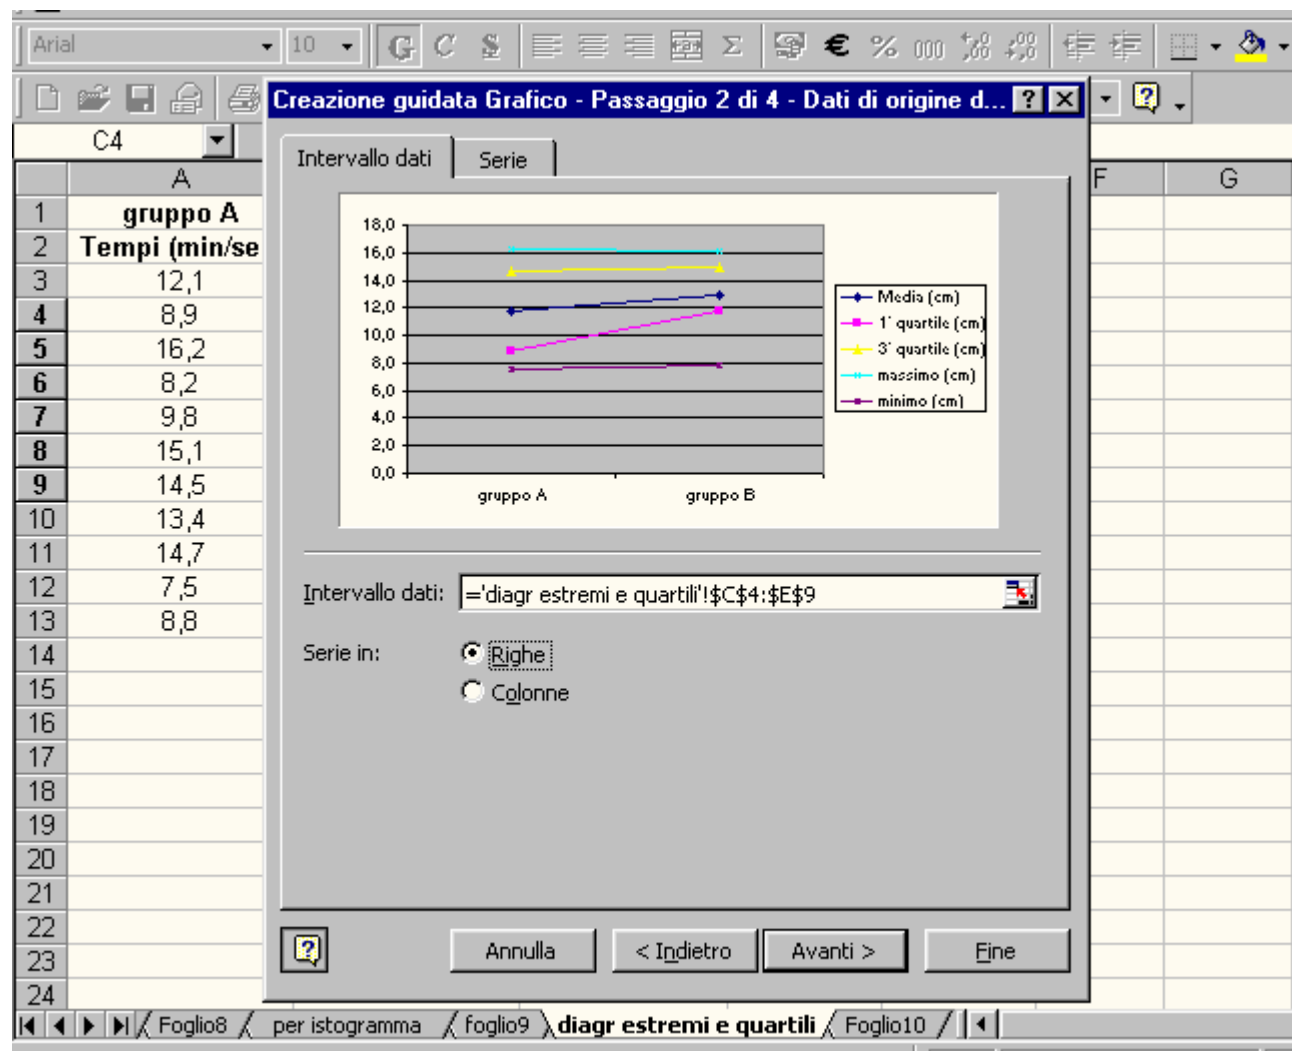 Arial 10 G C S Σ € % 000
Creazione guidata Grafico - Passaggio 2 di 4 - Dati di origine d...
C4
Intervallo dati Serie
A F G
1 gruppo A
2 Tempi (min/se
3 12,1
4 8,9
5 16,2
6 8,2
7 9,8
8 15,1
9 14,5
10 13,4
11 14,7
12 7,5
13 8,8
14
15
16
17
18
19
20
21
22
23
24
18,0
16,0
14,0
12,0
10,0
8,0
6,0
4,0
2,0
0,0
gruppo A gruppo B
Media (cm)
1° quartile (cm)
3° quartile (cm)
massimo (cm)
minimo (cm)
Intervallo dati: ='diagr estremi e quartili'!$C$4:$E$9
Serie in: Righe
Colonne
Annulla < Indietro Avanti > Fine
Foglio8 per istogramma foglio9 diagr estremi e quartili Foglio10